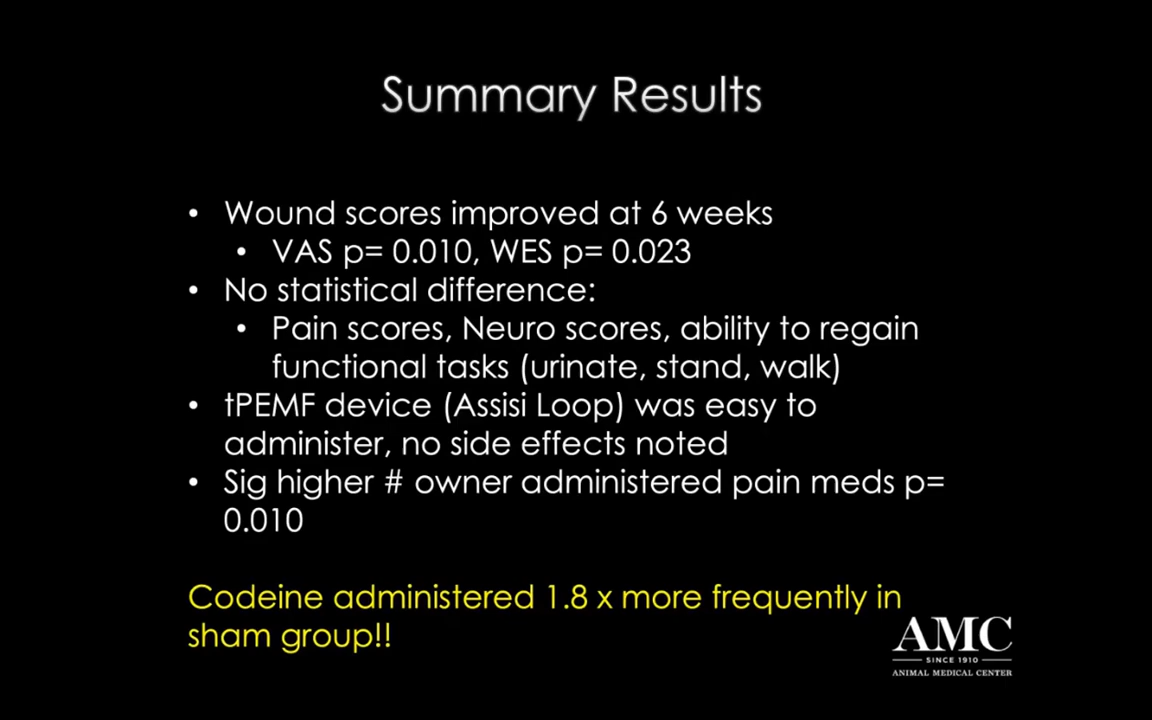 Summary Results
• Wound scores improved at 6 weeks
• VAS p= 0.010, WES p= 0.023
• No statistical difference:
• Pain scores, Neuro scores, ability to regain
functional tasks (urinate, stand, walk)
• tPEMF device (Assisi Loop) was easy to
administer, no side effects noted
• Sig higher # owner administered pain meds p=
0.010
Codeine administered 1.8 x more frequently in
sham group!!
AMC
SINCE 1910
ANIMAL MEDICAL CENTER